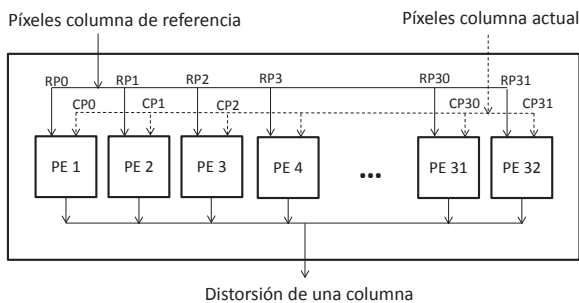 Píxeles columna de referencia
Píxeles columna actual
RP0 RP1 RP2 RP3 RP30 RP31
CP0 CP1 CP2 CP30 CP31
PE 1 PE 2 PE 3 PE 4 ... PE 31 PE 32
Distorsión de una columna